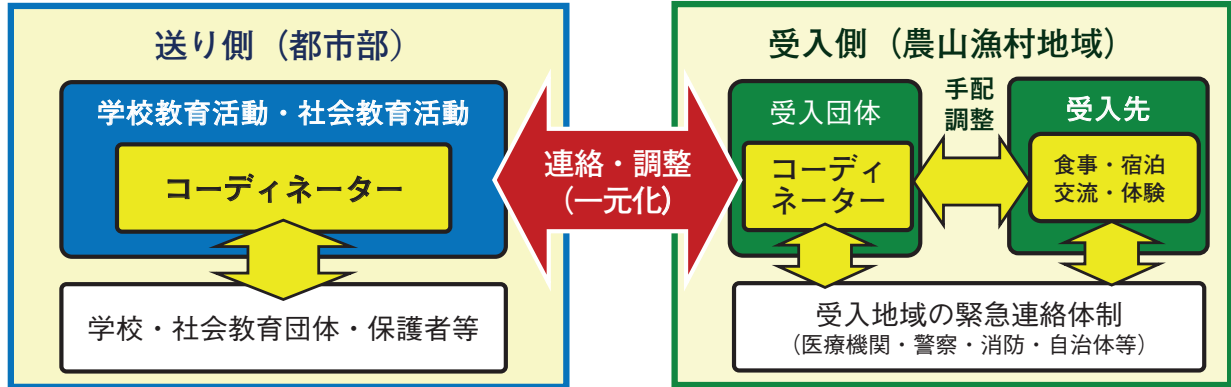 送り側（都市部）
学校教育活動・社会教育活動
コーディネーター
学校・社会教育団体・保護者等
連絡・調整
(一元化)
受入側（農山漁村地域）
受入団体
コーディ
ネーター
手配
調整
受入先
食事・宿泊
交流・体験
受入地域の緊急連絡体制
（医療機関・警察・消防・自治体等）